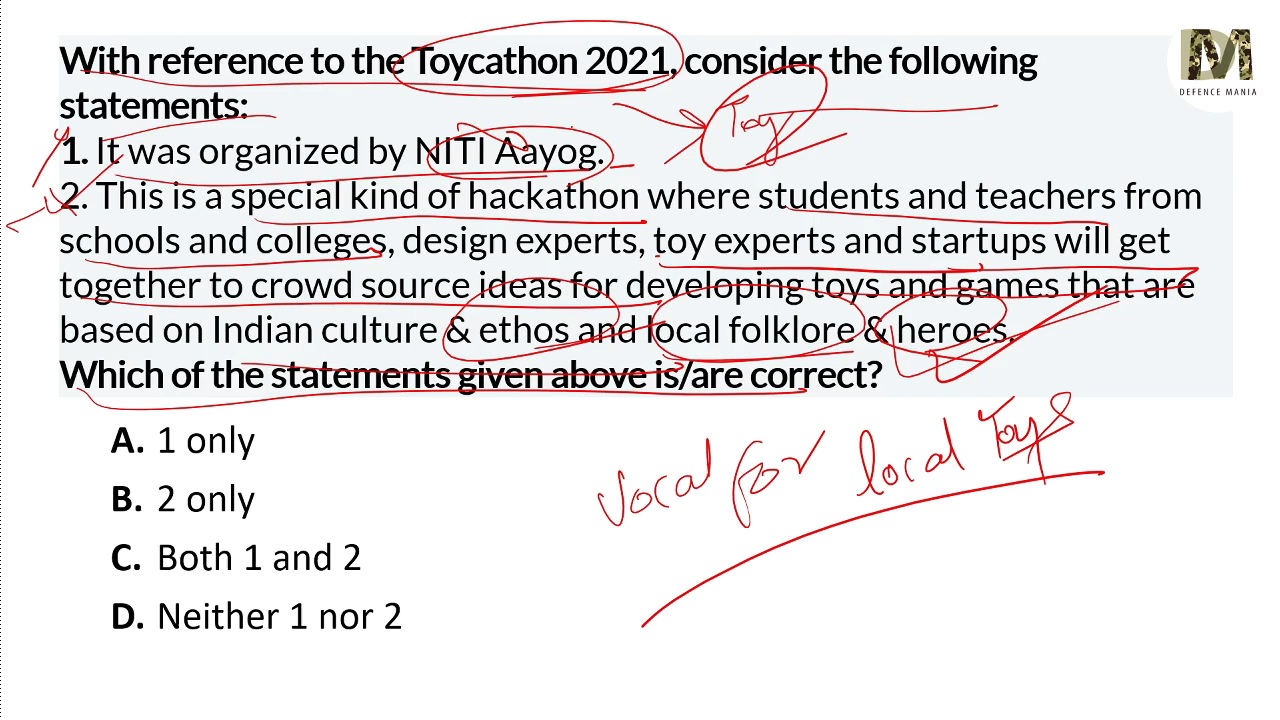 With reference to the Toycathon 2021, consider the following
statements:
1. It was organized by NITI Aayog.
2. This is a special kind of hackathon where students and teachers from
schools and colleges, design experts, toy experts and startups will get
together to crowd source ideas for developing toys and games that are
based on Indian culture & ethos and local folklore & heroes.
Which of the statements given above is/are correct?
A. 1 only
B. 2 only
C. Both 1 and 2
D. Neither 1 nor 2
Toy
Vocal for local Toys
DM
DEFENCE MANIA